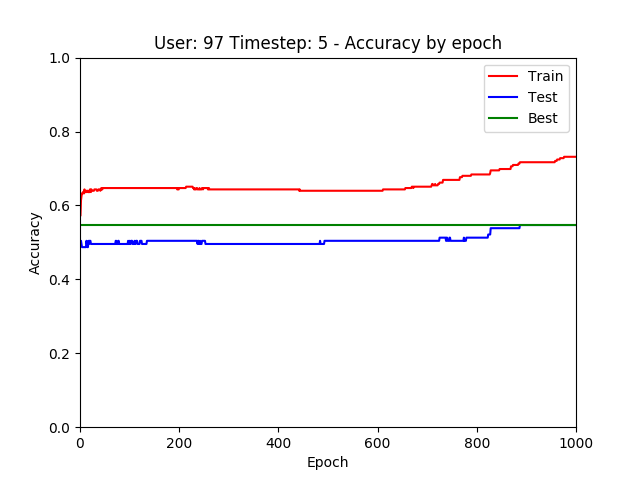 User: 97 Timestep: 5 - Accuracy by epoch
1.0
0.8
0.6
0.4
0.2
0.0
Accuracy
Train
Test
Best
0 200 400 600 800 1000
Epoch